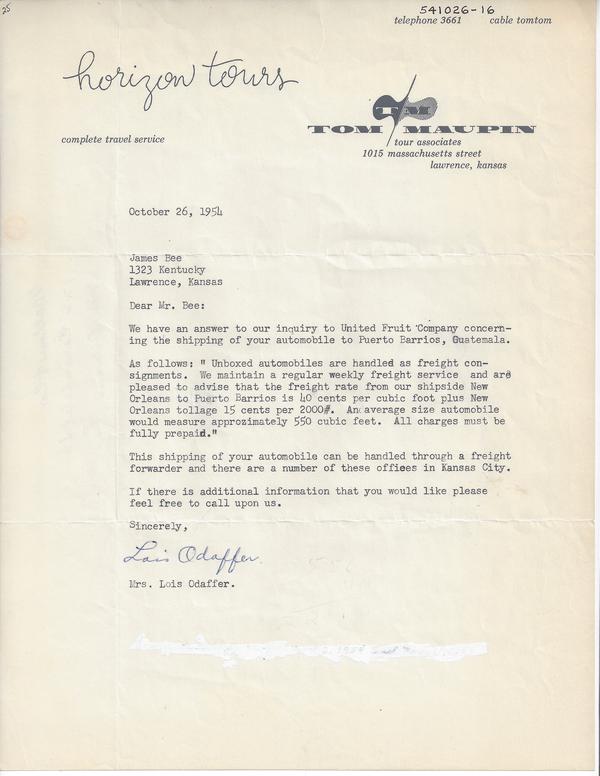 25
541026-16
telephone 3661 cable tomtom
horizon tours
TM
TOM MAUPIN
complete travel service
tour associates
1015 massachusetts street
lawrence, kansas
October 26, 1954
James Bee
1323 Kentucky
Lawrence, Kansas
Dear Mr. Bee:
We have an answer to our inquiry to United Fruit Company concern-
ing the shipping of your automobile to Puerto Barrios, Guatemala.
As follows: " Unboxed automobiles are handled as freight con-
signments. We maintain a regular weekly freight service and are
pleased to advise that the freight rate from our shipside New
Orleans to Puerto Barrios is 40 cents per cubic foot plus New
Orleans tollage 15 cents per 2000#. An average size automobile
would measure approzimately 550 cubic feet. All charges must be
fully prepaid."
This shipping of your automobile can be handled through a freight
forwarder and there are a number of these offices in Kansas City.
If there is additional information that you would like please
feel free to call upon us.
Sincerely,
Lois Odaffer
Mrs. Lois Odaffer.